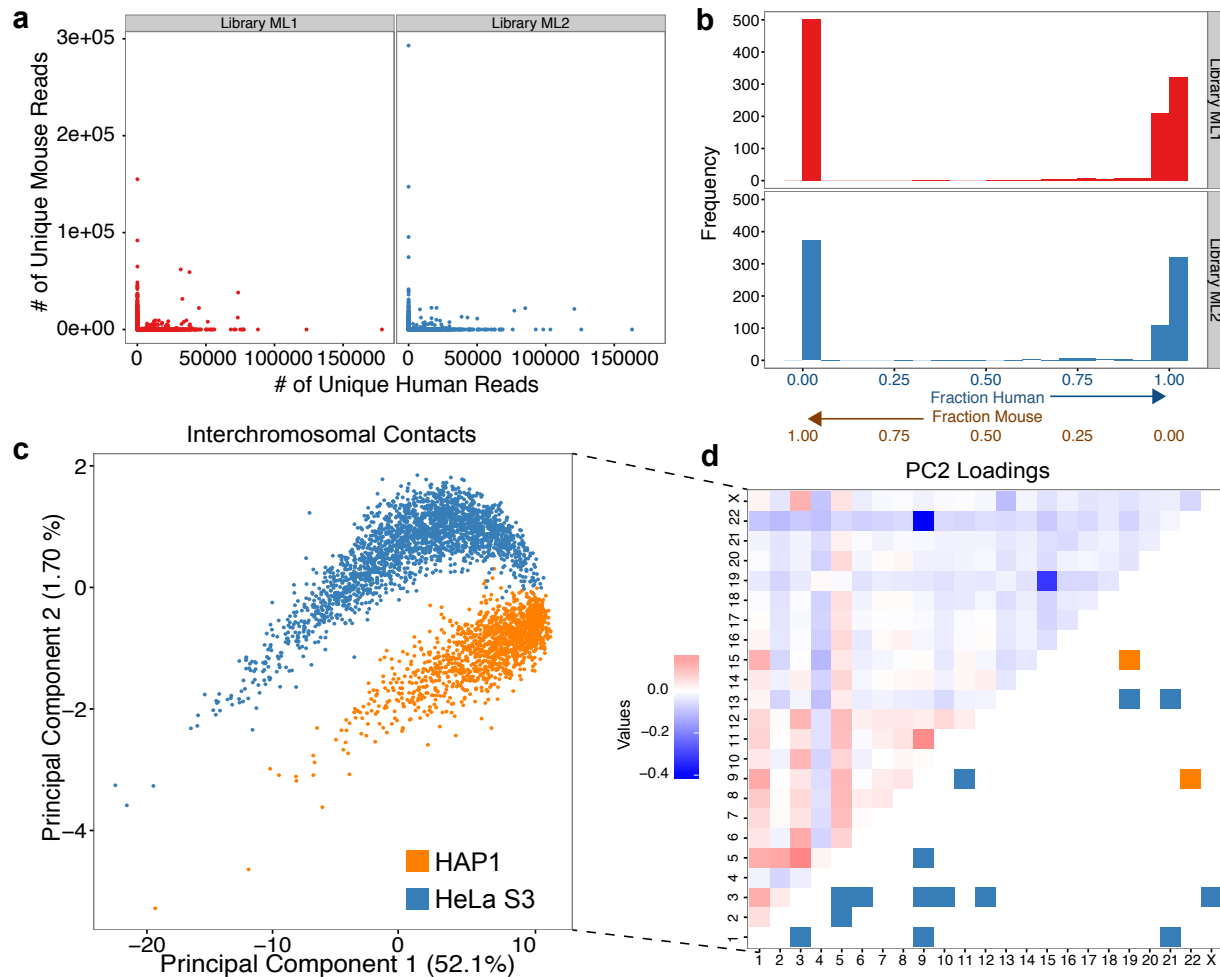 a
Library ML1
Library ML2
3e+05
2e+05
1e+05
0e+00
# of Unique Mouse Reads
0 50000 100000 150000
0 50000 100000 150000
# of Unique Human Reads
b
500
400
300
200
100
0
Library ML1
500
400
300
200
100
0
Library ML2
Frequency
0.00 0.25 0.50 0.75 1.00
Fraction Human
Fraction Mouse
1.00 0.75 0.50 0.25 0.00
c
Interchromosomal Contacts
2
0
−2
−4
Principal Component 2 (1.70 %)
HAP1
HeLa S3
−20 −10 0 10
Principal Component 1 (52.1%)
Values
0.0
−0.2
−0.4
d
PC2 Loadings
X
22
21
20
19
18
17
16
15
14
13
12
11
10
9
8
7
6
5
4
3
2
1
1 2 3 4 5 6 7 8 9 10 11 12 13 14 15 16 17 18 19 20 21 22 X